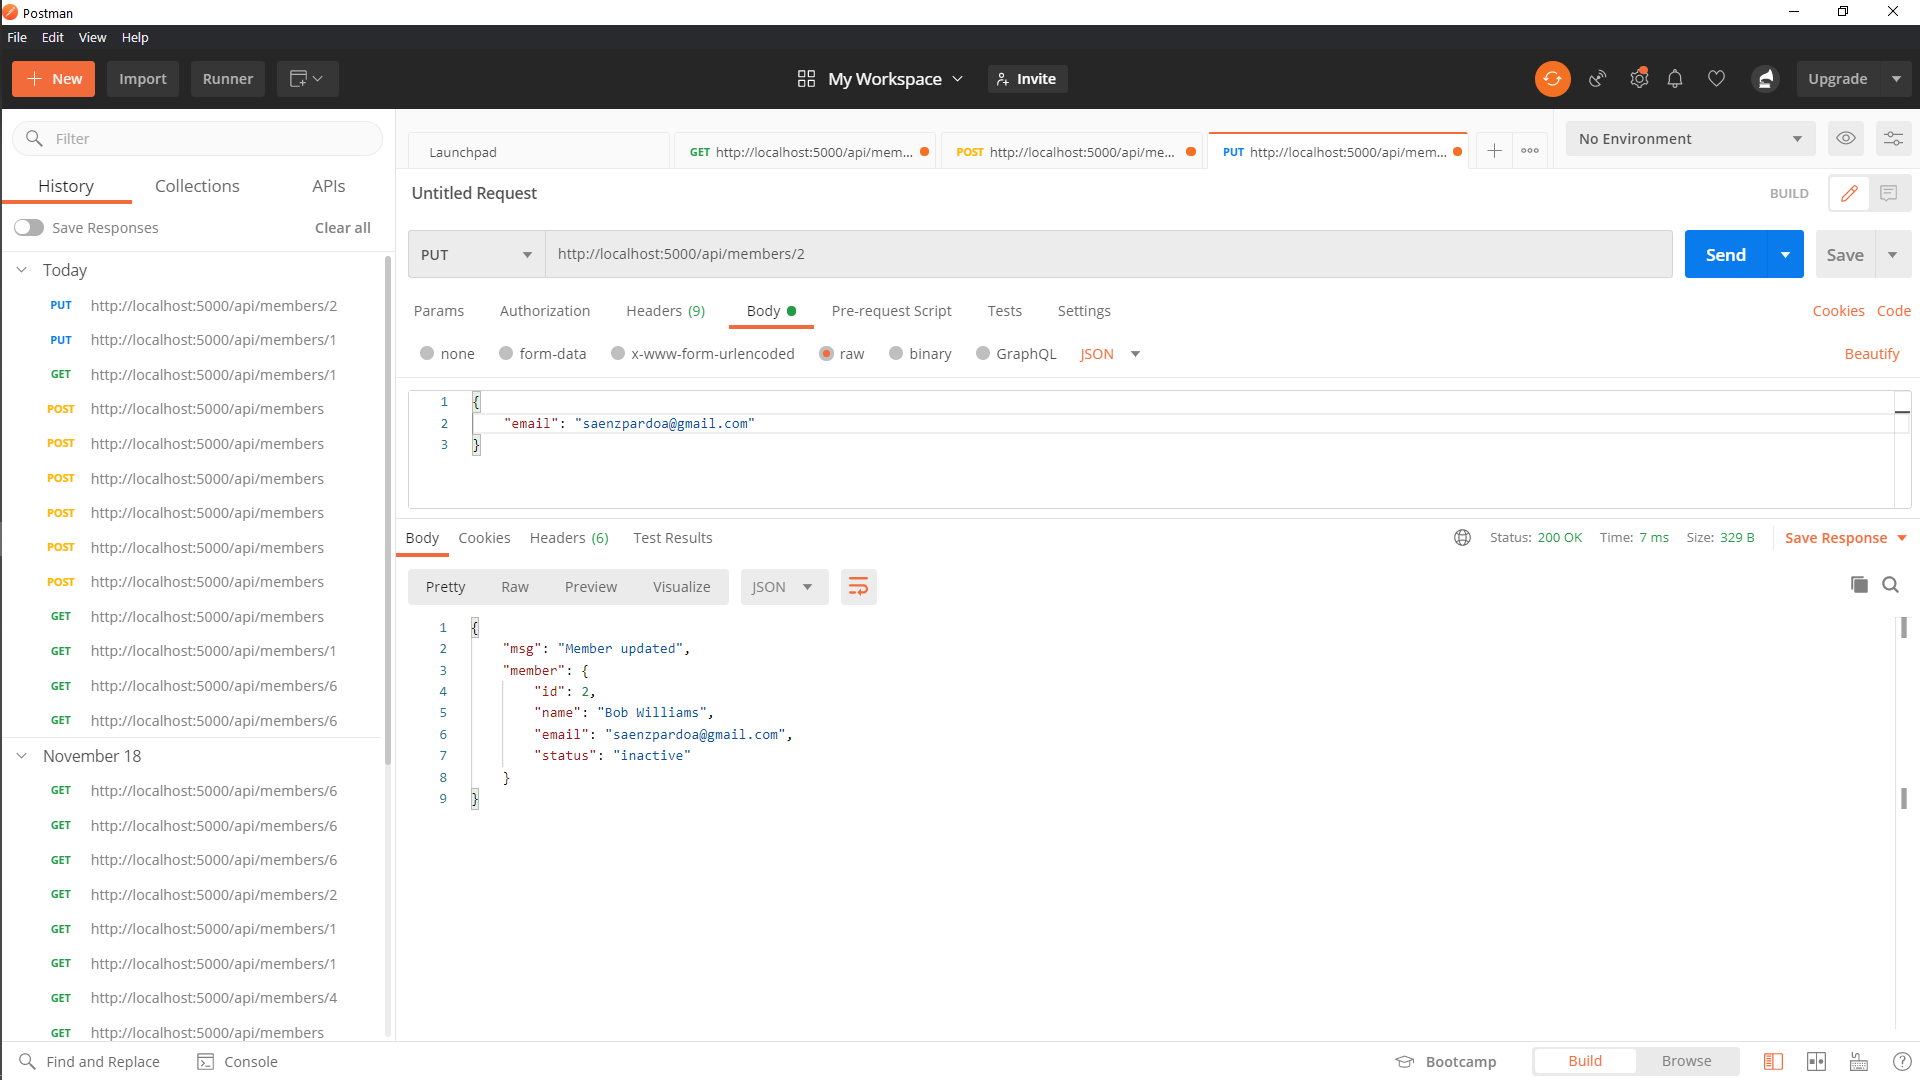 Postman
File Edit View Help
New Import Runner My Workspace Invite Upgrade
Filter
History Collections APIs
Save Responses Clear all
Today
PUT http://localhost:5000/api/members/2
PUT http://localhost:5000/api/members/1
GET http://localhost:5000/api/members/1
POST http://localhost:5000/api/members
POST http://localhost:5000/api/members
POST http://localhost:5000/api/members
POST http://localhost:5000/api/members
POST http://localhost:5000/api/members
POST http://localhost:5000/api/members
GET http://localhost:5000/api/members
GET http://localhost:5000/api/members/1
GET http://localhost:5000/api/members/6
GET http://localhost:5000/api/members/6
November 18
GET http://localhost:5000/api/members/6
GET http://localhost:5000/api/members/6
GET http://localhost:5000/api/members/6
GET http://localhost:5000/api/members/2
GET http://localhost:5000/api/members/1
GET http://localhost:5000/api/members/1
GET http://localhost:5000/api/members/4
GET http://localhost:5000/api/members
Launchpad GET http://localhost:5000/api/mem... POST http://localhost:5000/api/me... PUT http://localhost:5000/api/mem... No Environment
Untitled Request BUILD
PUT http://localhost:5000/api/members/2 Send Save
Params Authorization Headers (9) Body Pre-request Script Tests Settings Cookies Code
none form-data x-www-form-urlencoded raw binary GraphQL JSON Beautify
1 {
2 "email": "saenzpardoa@gmail.com"
3 }
Body Cookies Headers (6) Test Results Status: 200 OK Time: 7 ms Size: 329 B Save Response
Pretty Raw Preview Visualize JSON
1 {
2 "msg": "Member updated",
3 "member": {
4 "id": 2,
5 "name": "Bob Williams",
6 "email": "saenzpardoa@gmail.com",
7 "status": "inactive"
8 }
9 }
Find and Replace Console Bootcamp Build Browse